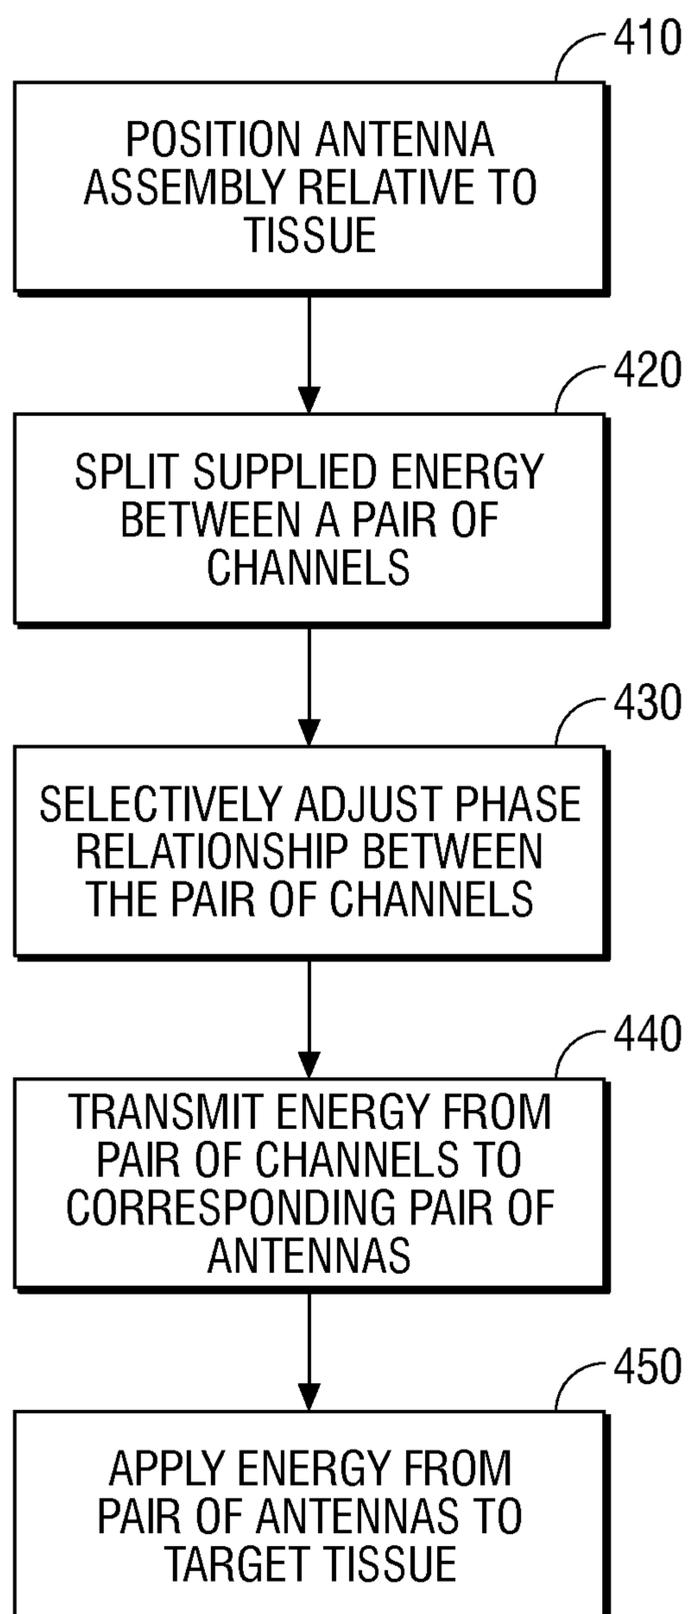 410
POSITION ANTENNA
ASSEMBLY RELATIVE TO
TISSUE
420
SPLIT SUPPLIED ENERGY
BETWEEN A PAIR OF
CHANNELS
430
SELECTIVELY ADJUST PHASE
RELATIONSHIP BETWEEN
THE PAIR OF CHANNELS
440
TRANSMIT ENERGY FROM
PAIR OF CHANNELS TO
CORRESPONDING PAIR OF
ANTENNAS
450
APPLY ENERGY FROM
PAIR OF ANTENNAS TO
TARGET TISSUE